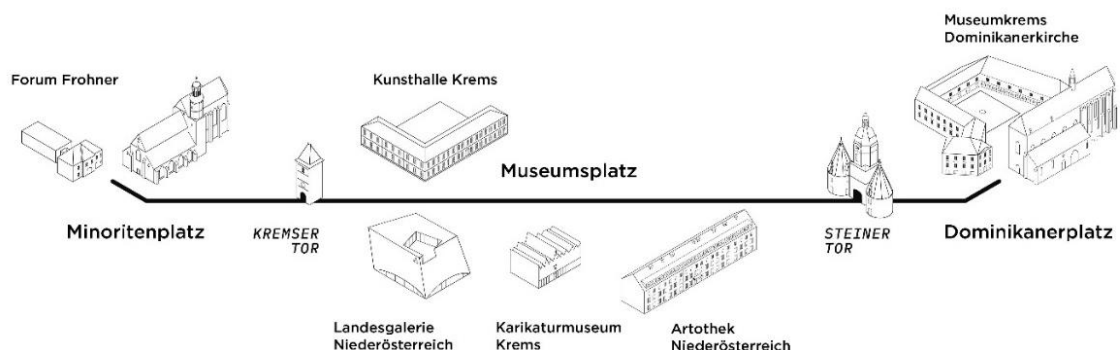 Museumkrems
Dominikanerkirche
Forum Frohner
Kunsthalle Krems
Museumsplatz
Minoritenplatz
KREMSER
TOR
STEINER
TOR
Dominikanerplatz
Landesgalerie
Niederösterreich
Karikaturmuseum
Krems
Artothek
Niederösterreich